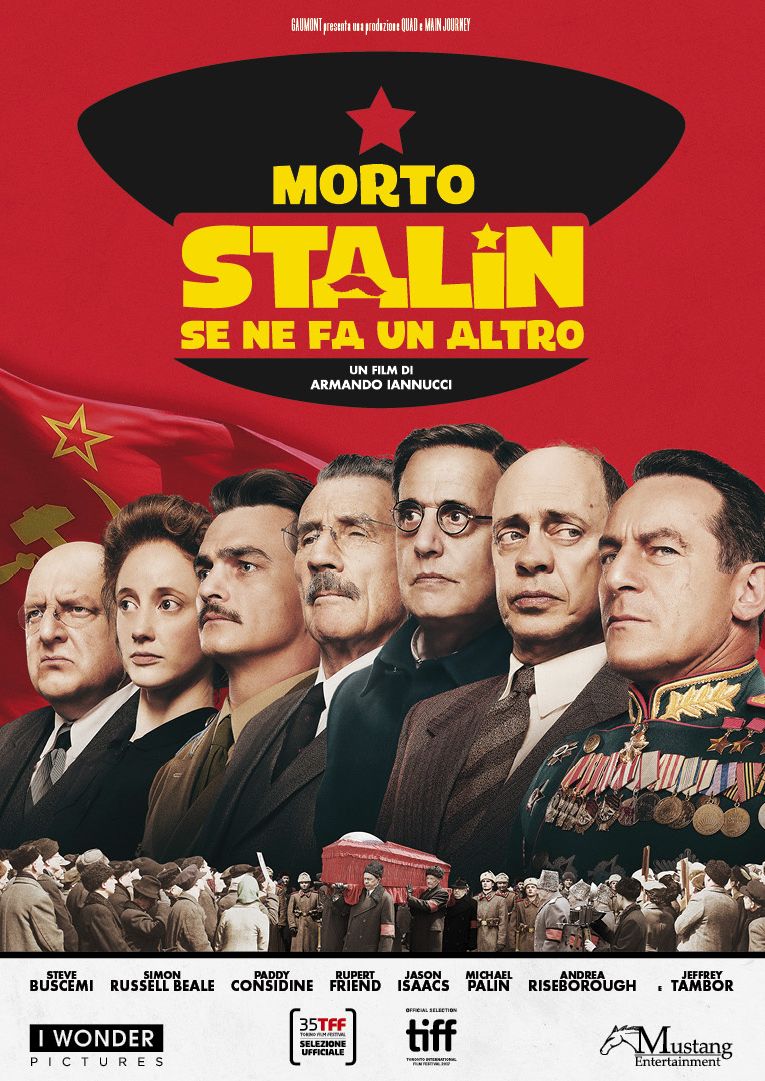 GAUMONT presenta una produzione QUAD e MAIN JOURNEY
MORTO
STALIN
SE NE FA UN ALTRO
UN FILM DI
ARMANDO IANNUCCI
STEVE BUSCEMI
SIMON RUSSELL BEALE
PADDY CONSIDINE
RUPERT FRIEND
JASON ISAACS
MICHAEL PALIN
ANDREA RISEBOROUGH
E JEFFREY TAMBOR
I WONDER
PICTURES
35TFF
TORINO FILM FESTIVAL
SELEZIONE
UFFICIALE
OFFICIAL SELECTION
tiff
TORONTO INTERNATIONAL
FILM FESTIVAL 2017
Mustang
Entertainment